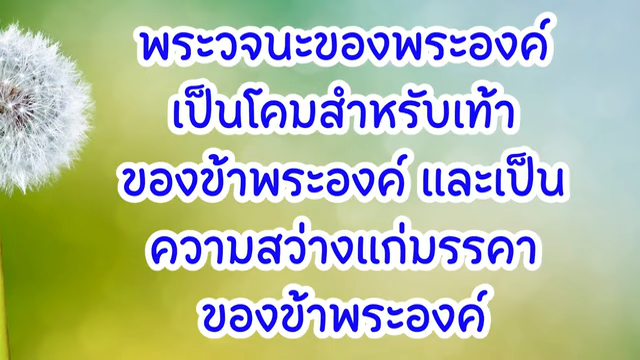 พระวจนะของพระองค์
เป็นโคมสำหรับเท้า
ของข้าพระองค์ และเป็น
ความสว่างแก่มรรคา
ของข้าพระองค์